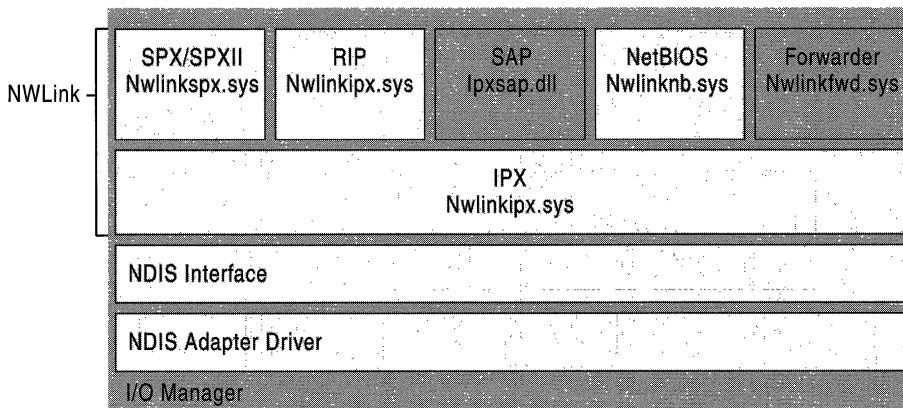 NWLink
SPX/SPXII
Nwlinkspx.sys
RIP
Nwlinkipx.sys
SAP
Ipxsap.dll
NetBIOS
Nwlinknb.sys
Forwarder
Nwlinkfwd.sys
IPX
Nwlinkipx.sys
NDIS Interface
NDIS Adapter Driver
I/O Manager